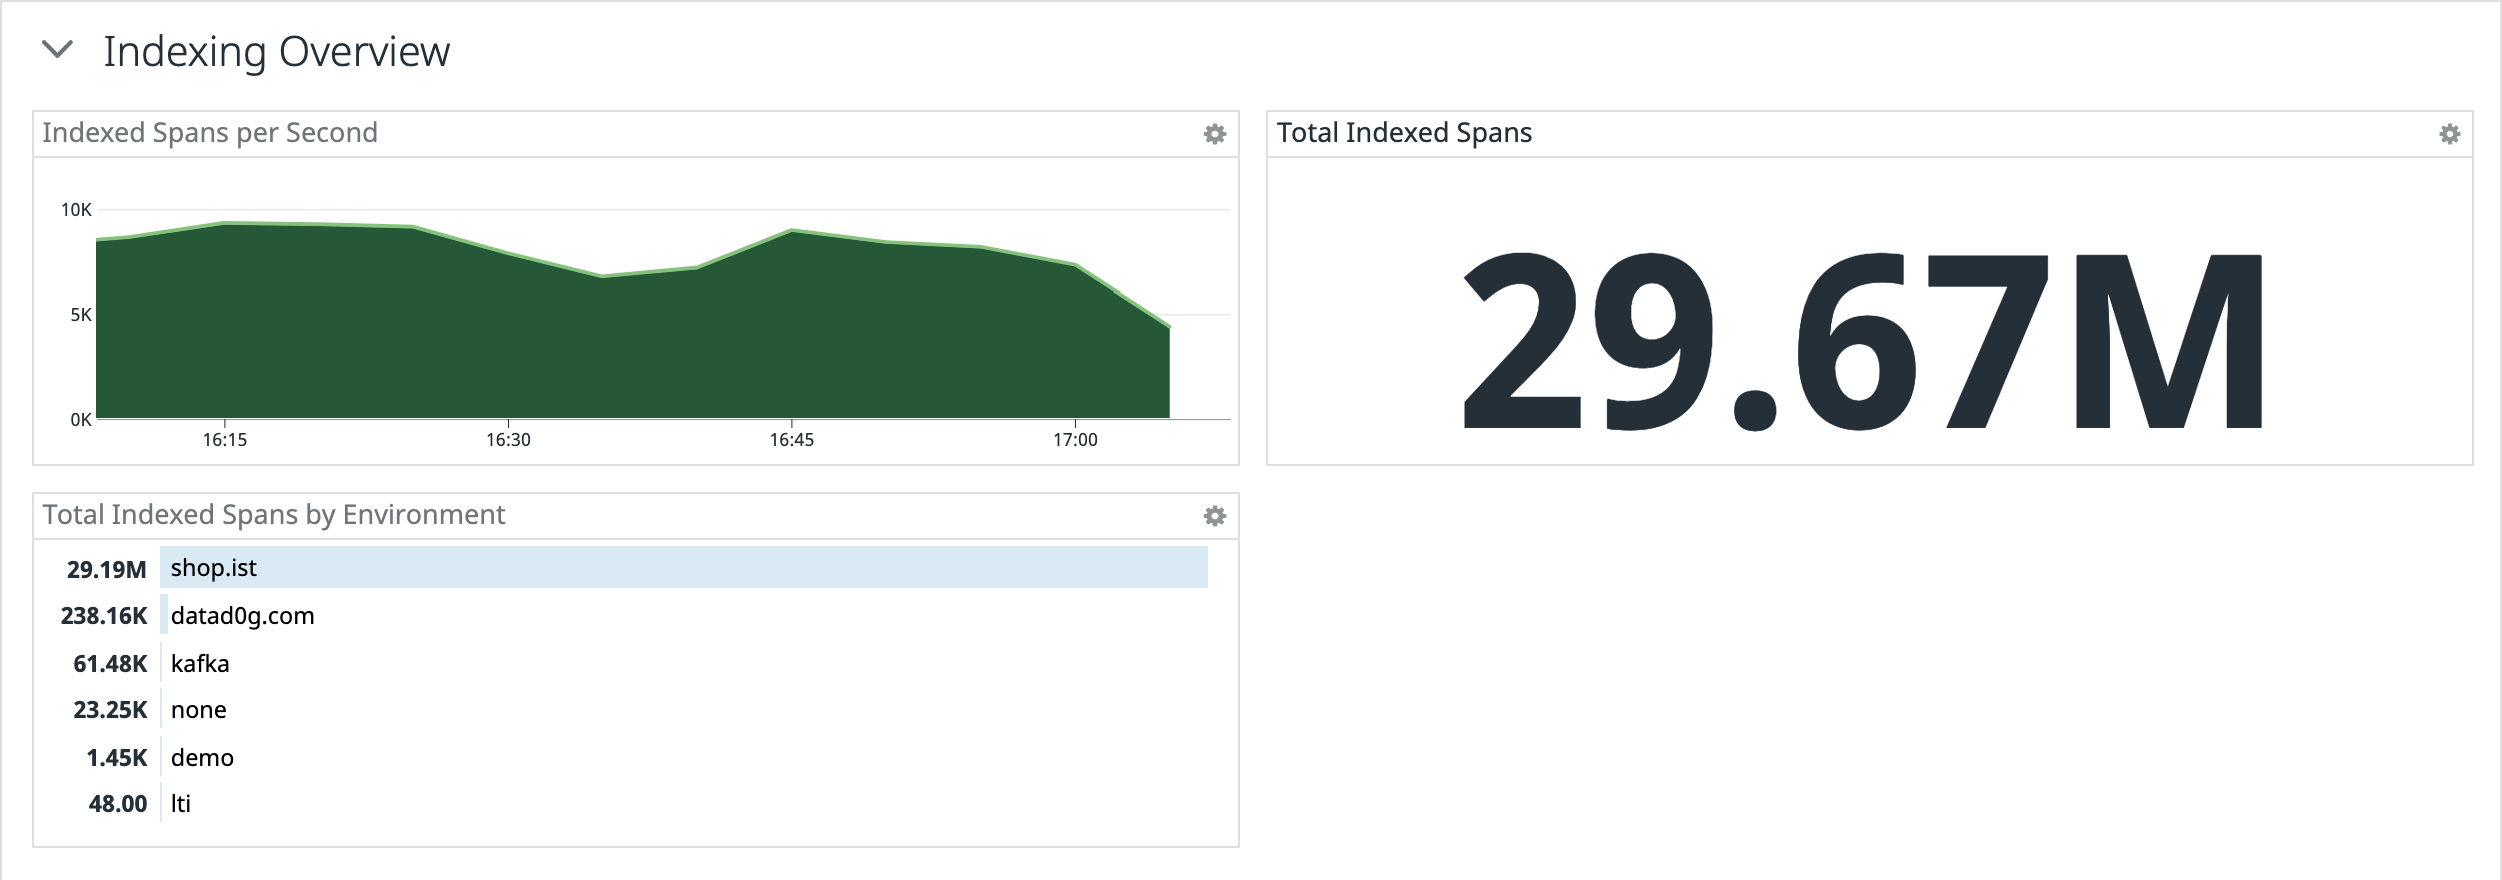 Indexing Overview
Indexed Spans per Second
10K
5K
0K
16:15 16:30 16:45 17:00
Total Indexed Spans
29.67M
Total Indexed Spans by Environment
29.19M shop.ist
238.16K datad0g.com
61.48K kafka
23.25K none
1.45K demo
48.00 lti